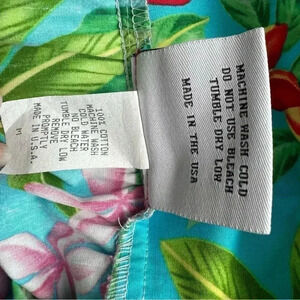 100% COTTON
MACHINE WASH
COLD WATER
NO BLEACH
TUMBLE DRY LOW
REMOVE
PROMPTLY
MADE IN U.S.A.
M
MACHINE WASH COLD
DO NOT USE BLEACH
TUMBLE DRY LOW
MADE IN THE USA